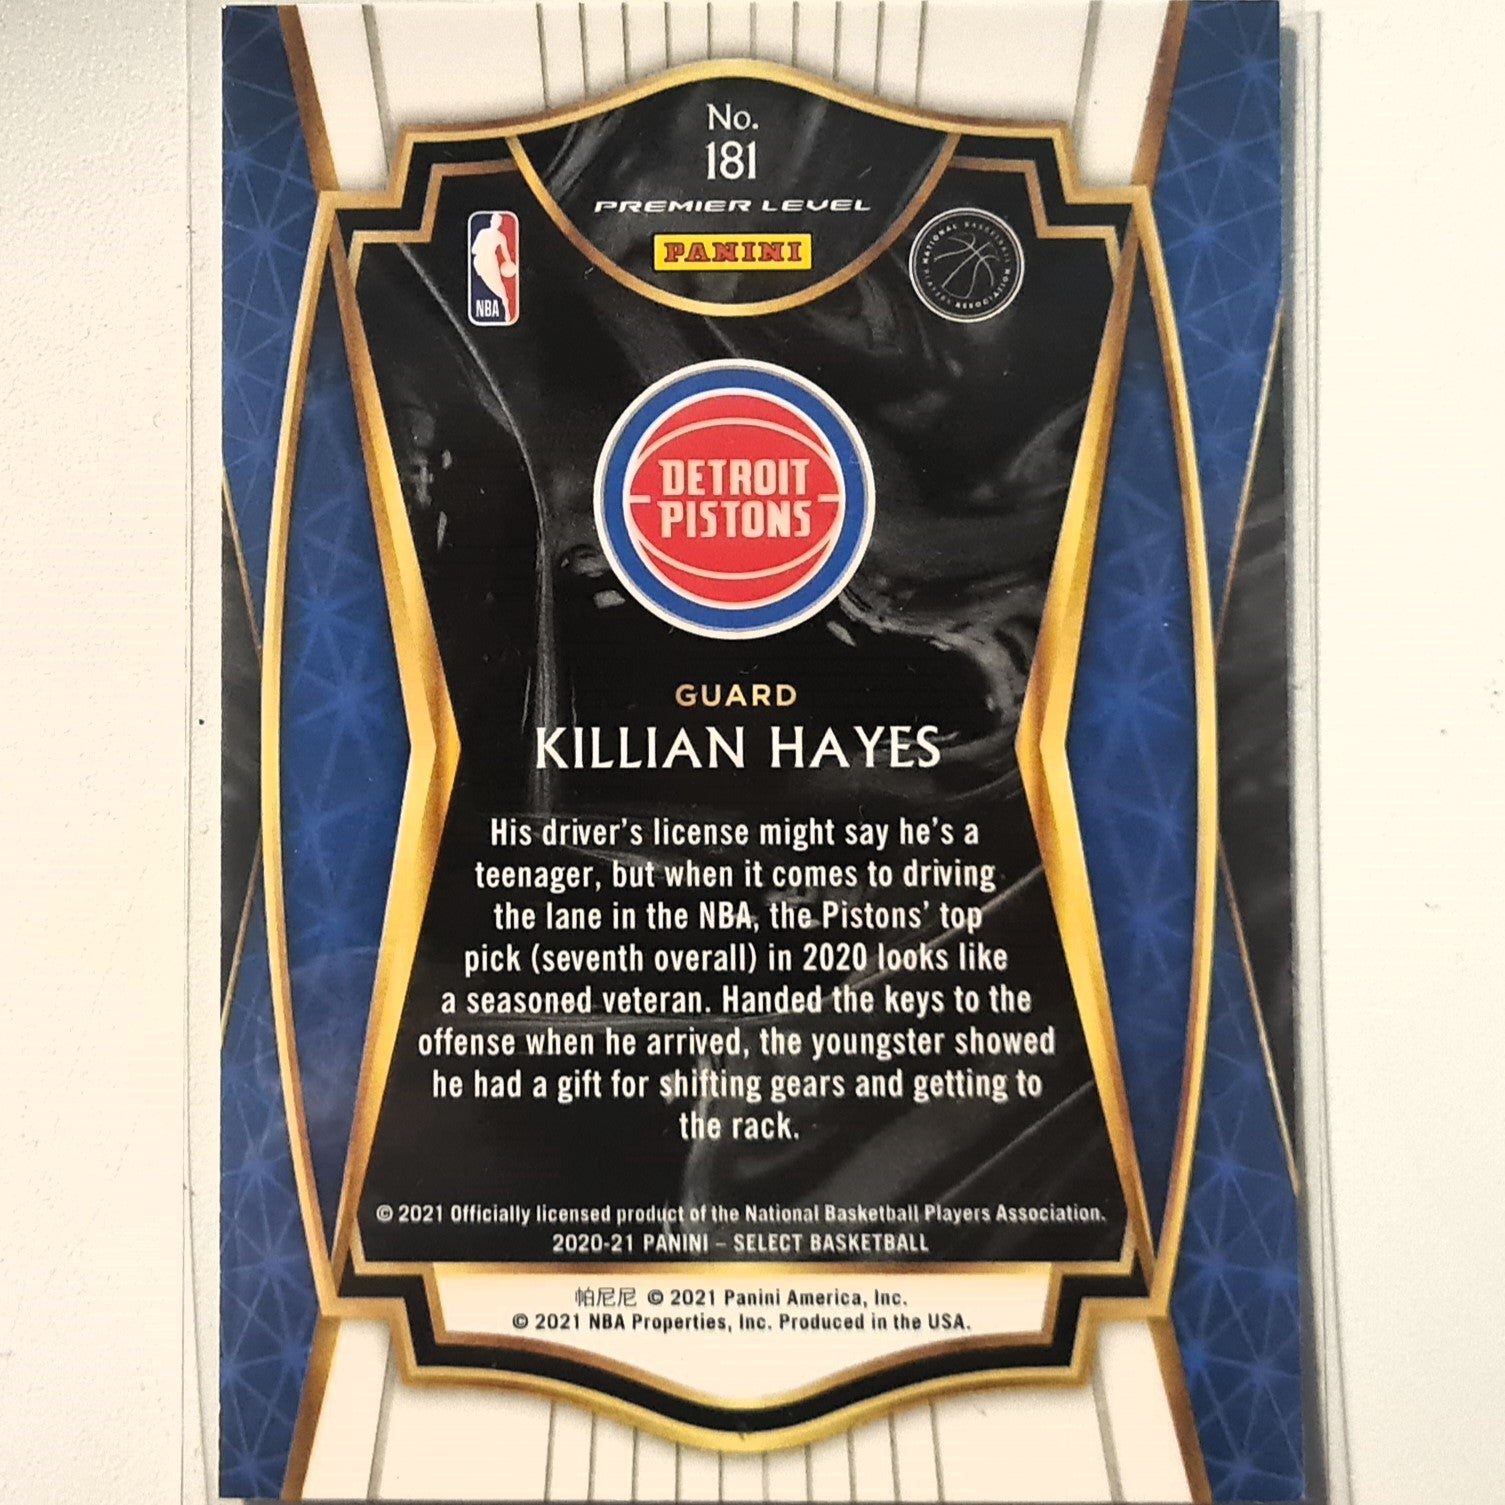 No.
181
PREMIER LEVEL
PANINI
NBA
NATIONAL BASKETBALL
PLAYERS ASSOCIATION
DETROIT
PISTONS
GUARD
KILLIAN HAYES
His driver's license might say he's a
teenager, but when it comes to driving
the lane in the NBA, the Pistons' top
pick (seventh overall) in 2020 looks like
a seasoned veteran. Handed the keys to the
offense when he arrived, the youngster showed
he had a gift for shifting gears and getting to
the rack.
© 2021 Officially licensed product of the National Basketball Players Association.
2020-21 PANINI – SELECT BASKETBALL
帕尼尼 © 2021 Panini America, Inc.
© 2021 NBA Properties, Inc. Produced in the USA.